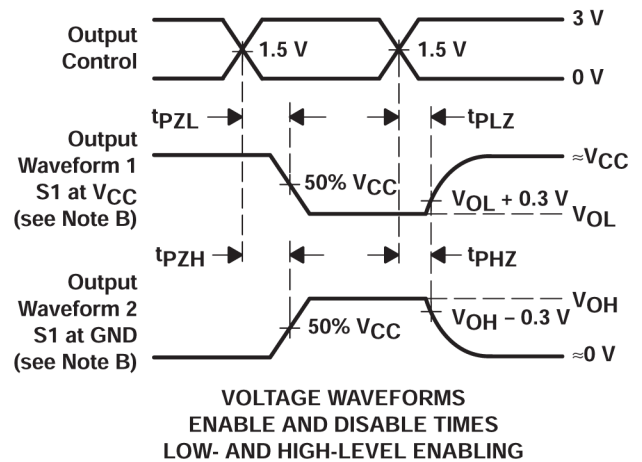 3 V
Output
Control
1.5 V
1.5 V
0 V
tPZL
tPLZ
Output
Waveform 1
S1 at VCC
(see Note B)
≈VCC
50% VCC
VOL + 0.3 V
VOL
tPZH
tPHZ
Output
Waveform 2
S1 at GND
(see Note B)
VOH
50% VCC
VOH – 0.3 V
≈0 V
VOLTAGE WAVEFORMS
ENABLE AND DISABLE TIMES
LOW- AND HIGH-LEVEL ENABLING